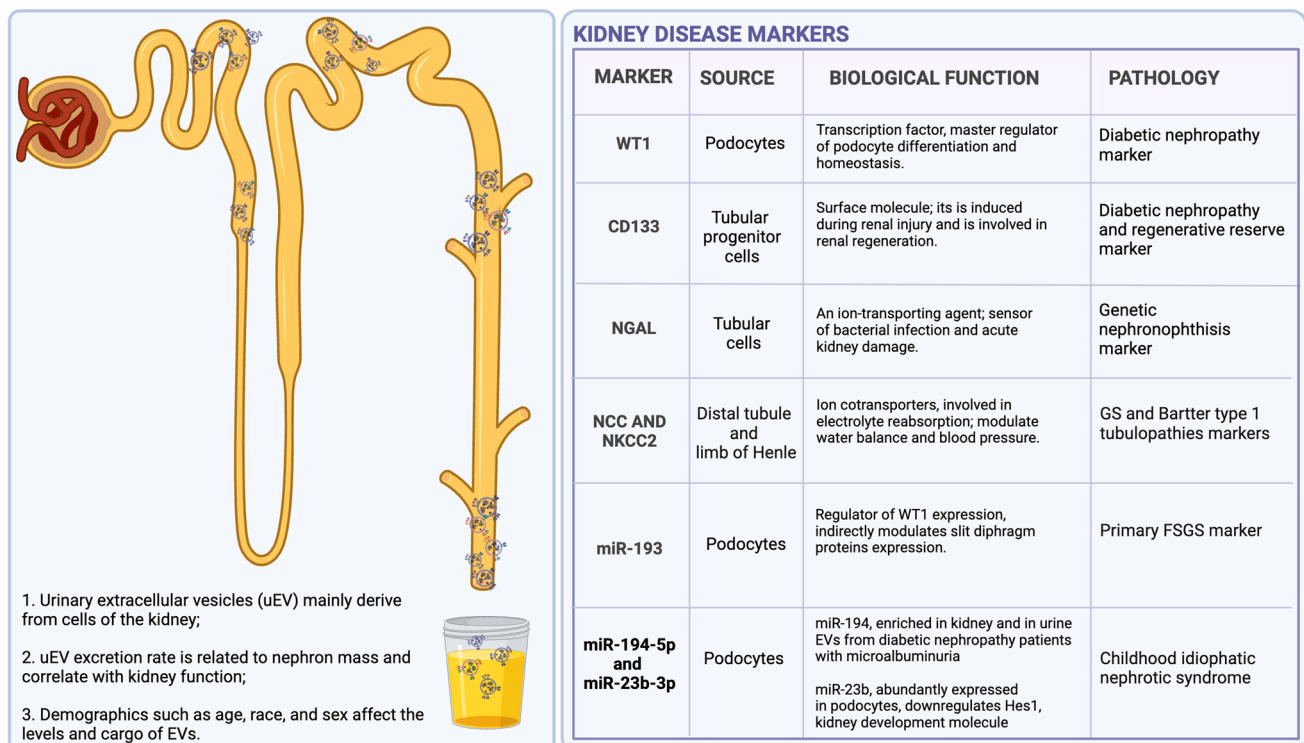 1. Urinary extracellular vesicles (uEV) mainly derive
from cells of the kidney;
2. uEV excretion rate is related to nephron mass and
correlate with kidney function;
3. Demographics such as age, race, and sex affect the
levels and cargo of EVs.
KIDNEY DISEASE MARKERS
MARKER
SOURCE
BIOLOGICAL FUNCTION
PATHOLOGY
WT1
Podocytes
Transcription factor, master regulator
of podocyte differentiation and
homeostasis.
Diabetic nephropathy
marker
CD133
Tubular
progenitor
cells
Surface molecule; its is induced
during renal injury and is involved in
renal regeneration.
Diabetic nephropathy
and regenerative reserve
marker
NGAL
Tubular
cells
An ion-transporting agent; sensor
of bacterial infection and acute
kidney damage.
Genetic
nephronophthisis
marker
NCC AND
NKCC2
Distal tubule
and
limb of Henle
Ion cotransporters, involved in
electrolyte reabsorption; modulate
water balance and blood pressure.
GS and Bartter type 1
tubulopathies markers
miR-193
Podocytes
Regulator of WT1 expression,
indirectly modulates slit diaphragm
proteins expression.
Primary FSGS marker
miR-194-5p
and
miR-23b-3p
Podocytes
miR-194, enriched in kidney and in urine
EVs from diabetic nephropathy patients
with microalbuminuria
miR-23b, abundantly expressed
in podocytes, downregulates Hes1,
kidney development molecule
Childhood idiophatic
nephrotic syndrome